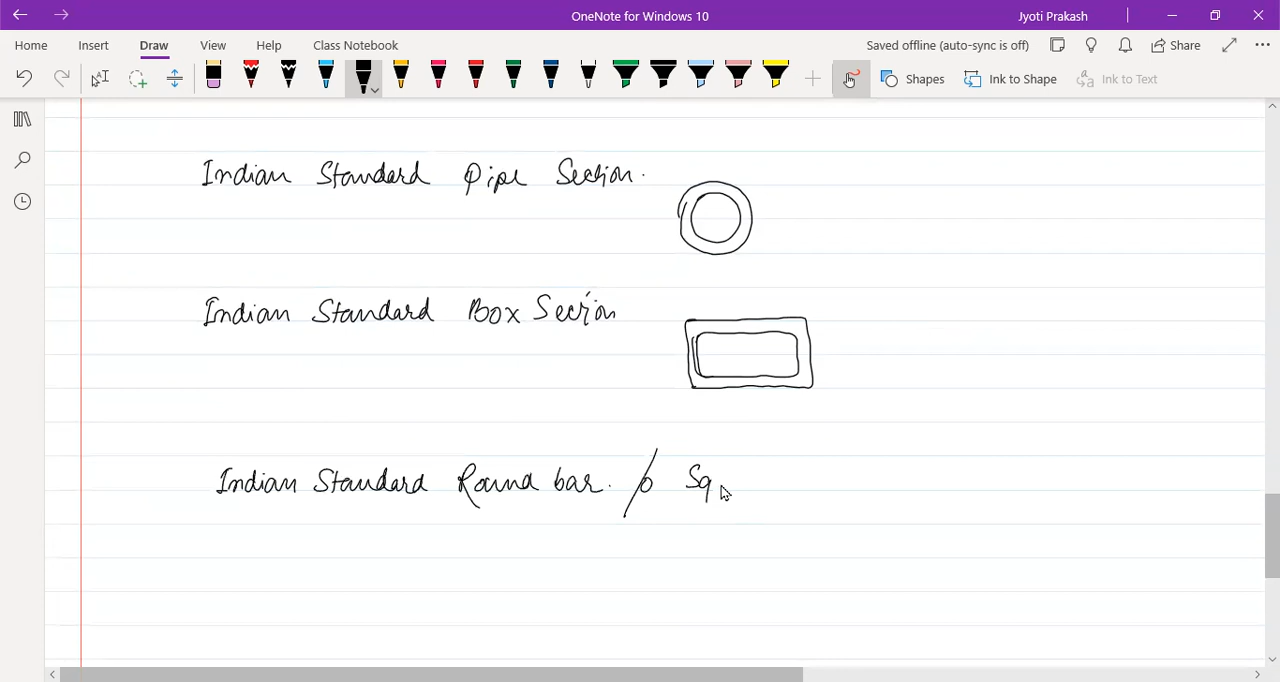 OneNote for Windows 10
Jyoti Prakash
Home Insert Draw View Help Class Notebook
Saved offline (auto-sync is off) Share
Shapes Ink to Shape Ink to Text
Indian Standard Pipe Section.
Indian Standard Box Section
Indian Standard Round bar. / o Sq